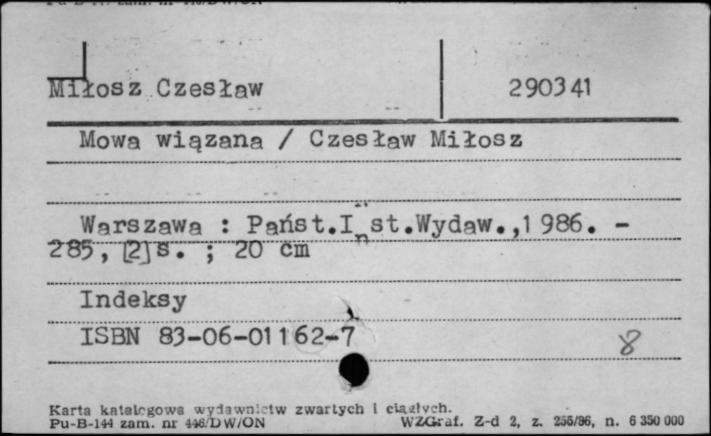 Miłosz Czesław 290341
Mowa wiązana / Czesław Miłosz
Warszawa : Państ.Inst.Wydaw.,1986. -
285, [2] s. ; 20 cm
Indeksy
ISBN 83-06-01162-7
8
Karta katalogowa wydawnictw zwartych i ciągłych.
Pu-B-144 zam. nr 446/DW/ON WZGraf. Z-d 2, z. 255/86, n. 6 350 000